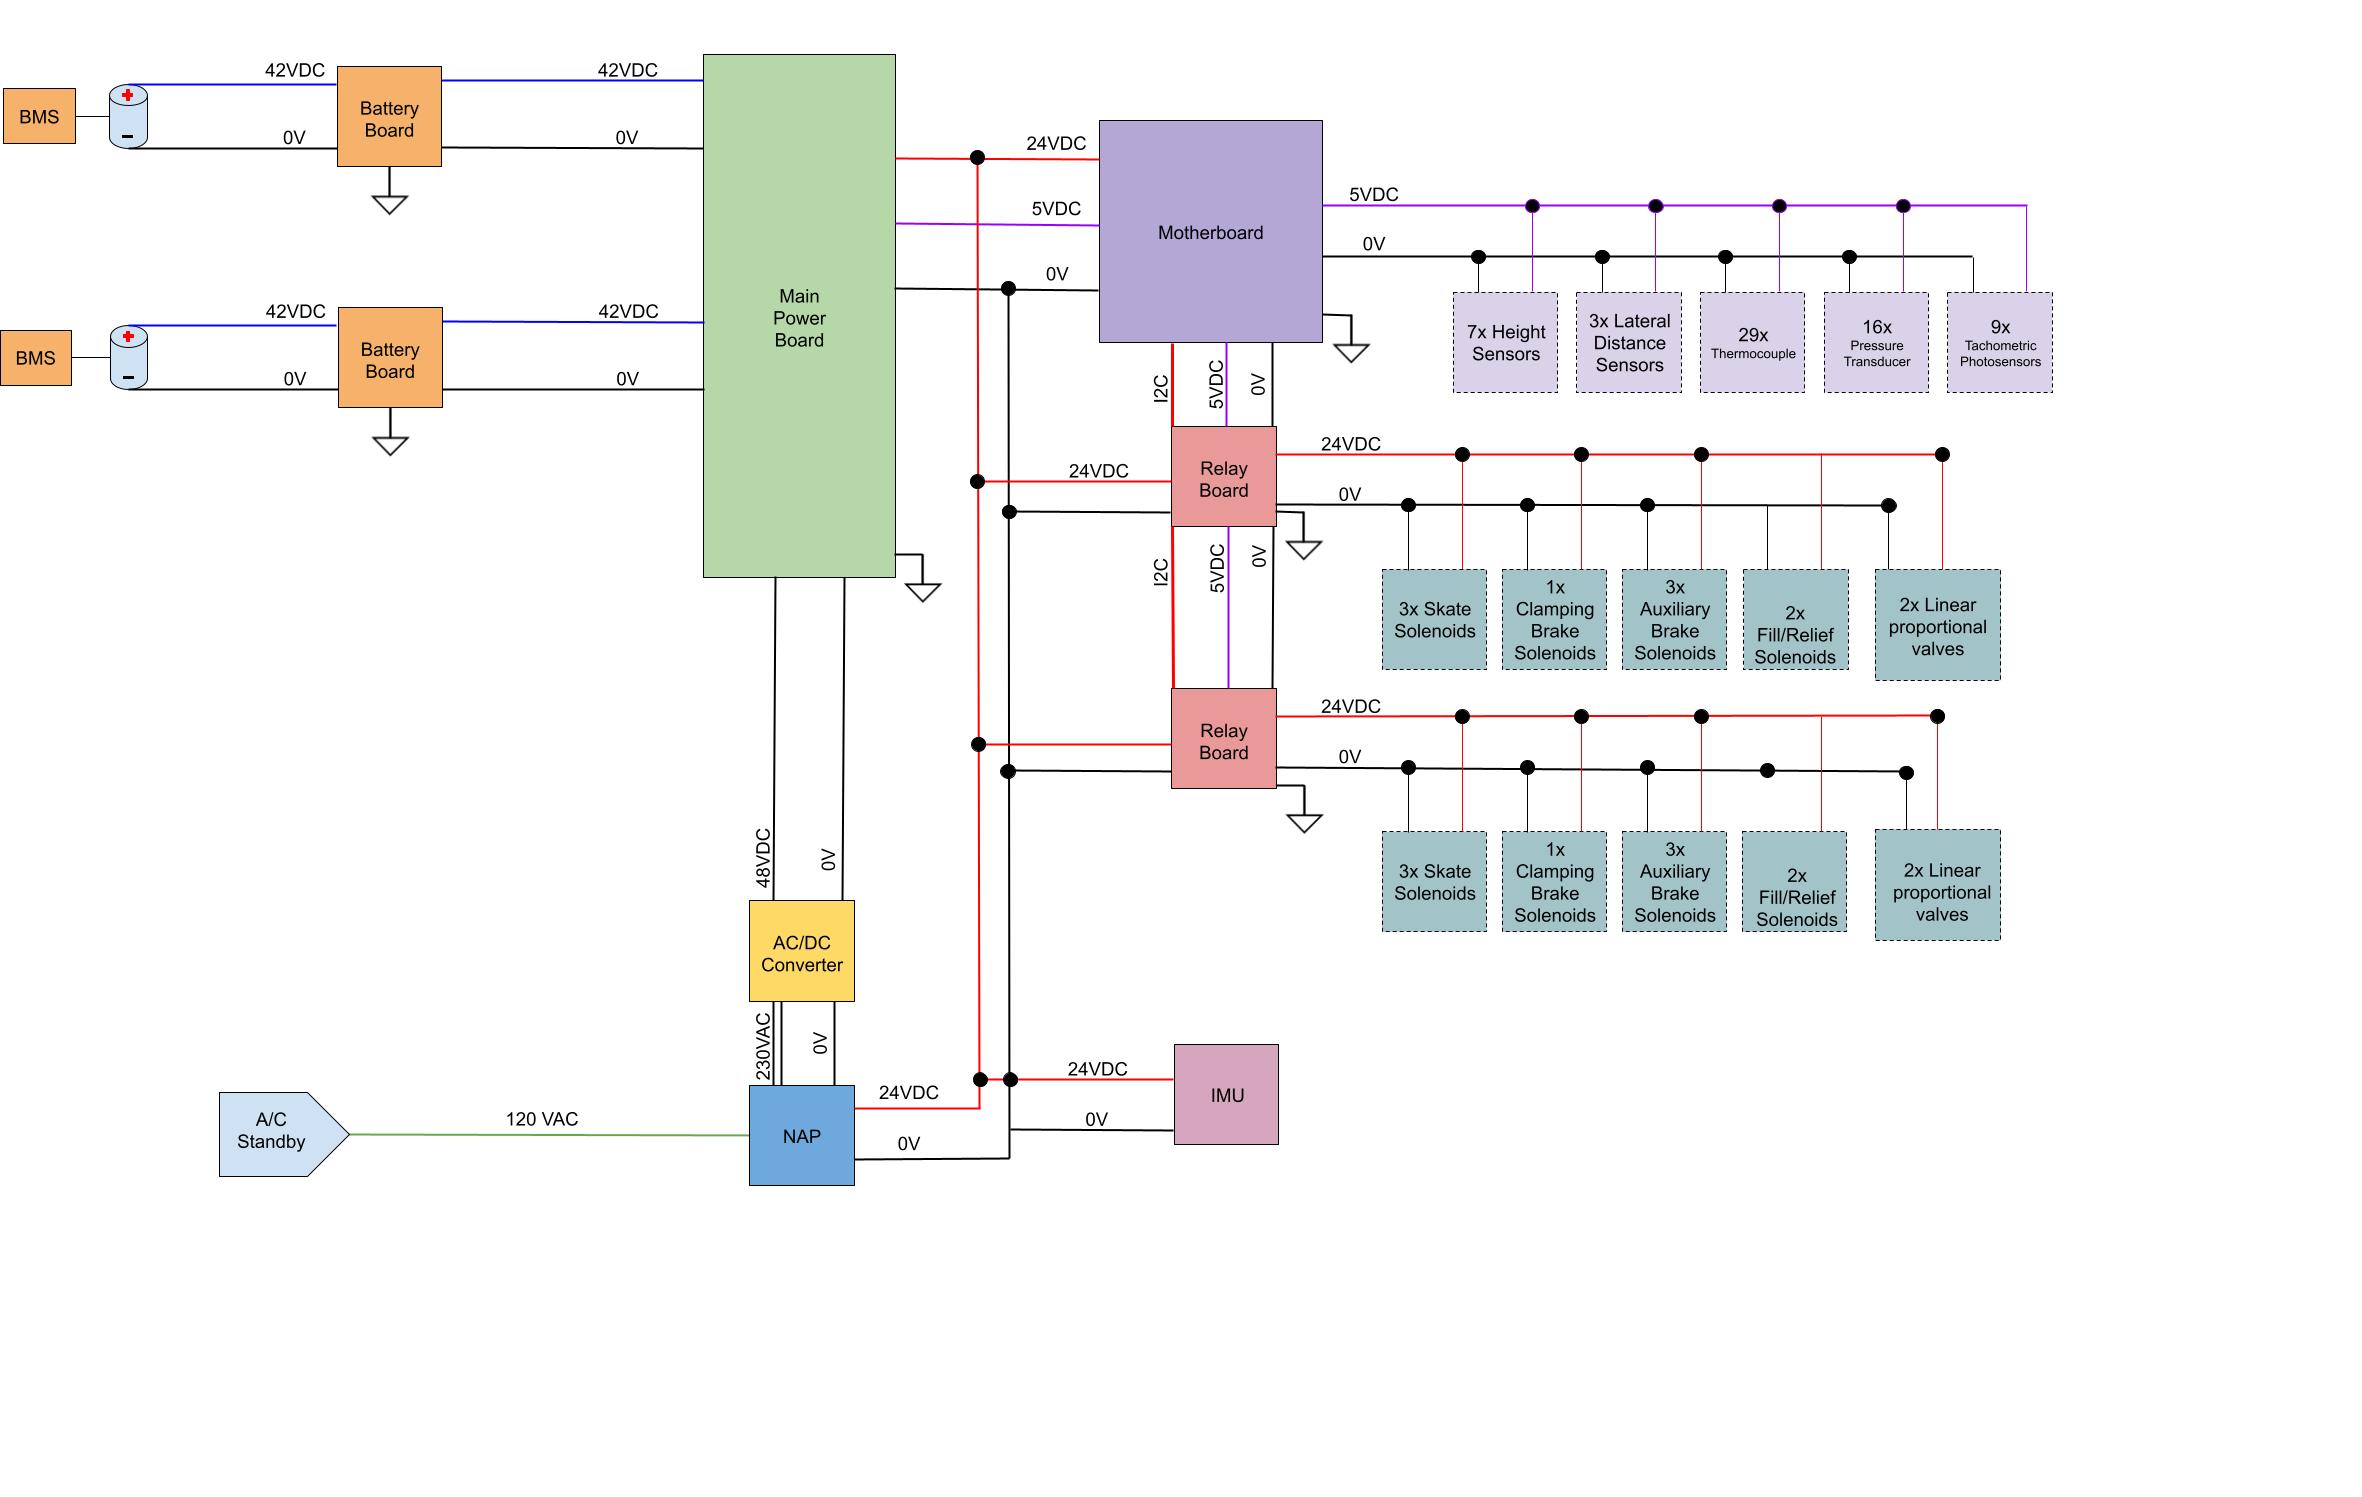 42VDC
42VDC
BMS
Battery
Board
0V
0V
42VDC
42VDC
BMS
Battery
Board
0V
0V
Main
Power
Board
24VDC
5VDC
0V
Motherboard
5VDC
0V
7x Height
Sensors
3x Lateral
Distance
Sensors
29x
Thermocouple
16x
Pressure
Transducer
9x
Tachometric
Photosensors
I2C
5VDC
0V
24VDC
Relay
Board
24VDC
0V
3x Skate
Solenoids
1x
Clamping
Brake
Solenoids
3x
Auxiliary
Brake
Solenoids
2x
Fill/Relief
Solenoids
2x Linear
proportional
valves
I2C
5VDC
0V
Relay
Board
24VDC
0V
3x Skate
Solenoids
1x
Clamping
Brake
Solenoids
3x
Auxiliary
Brake
Solenoids
2x
Fill/Relief
Solenoids
2x Linear
proportional
valves
48VDC
0V
AC/DC
Converter
230VAC
0V
A/C
Standby
120 VAC
NAP
24VDC
0V
24VDC
0V
IMU